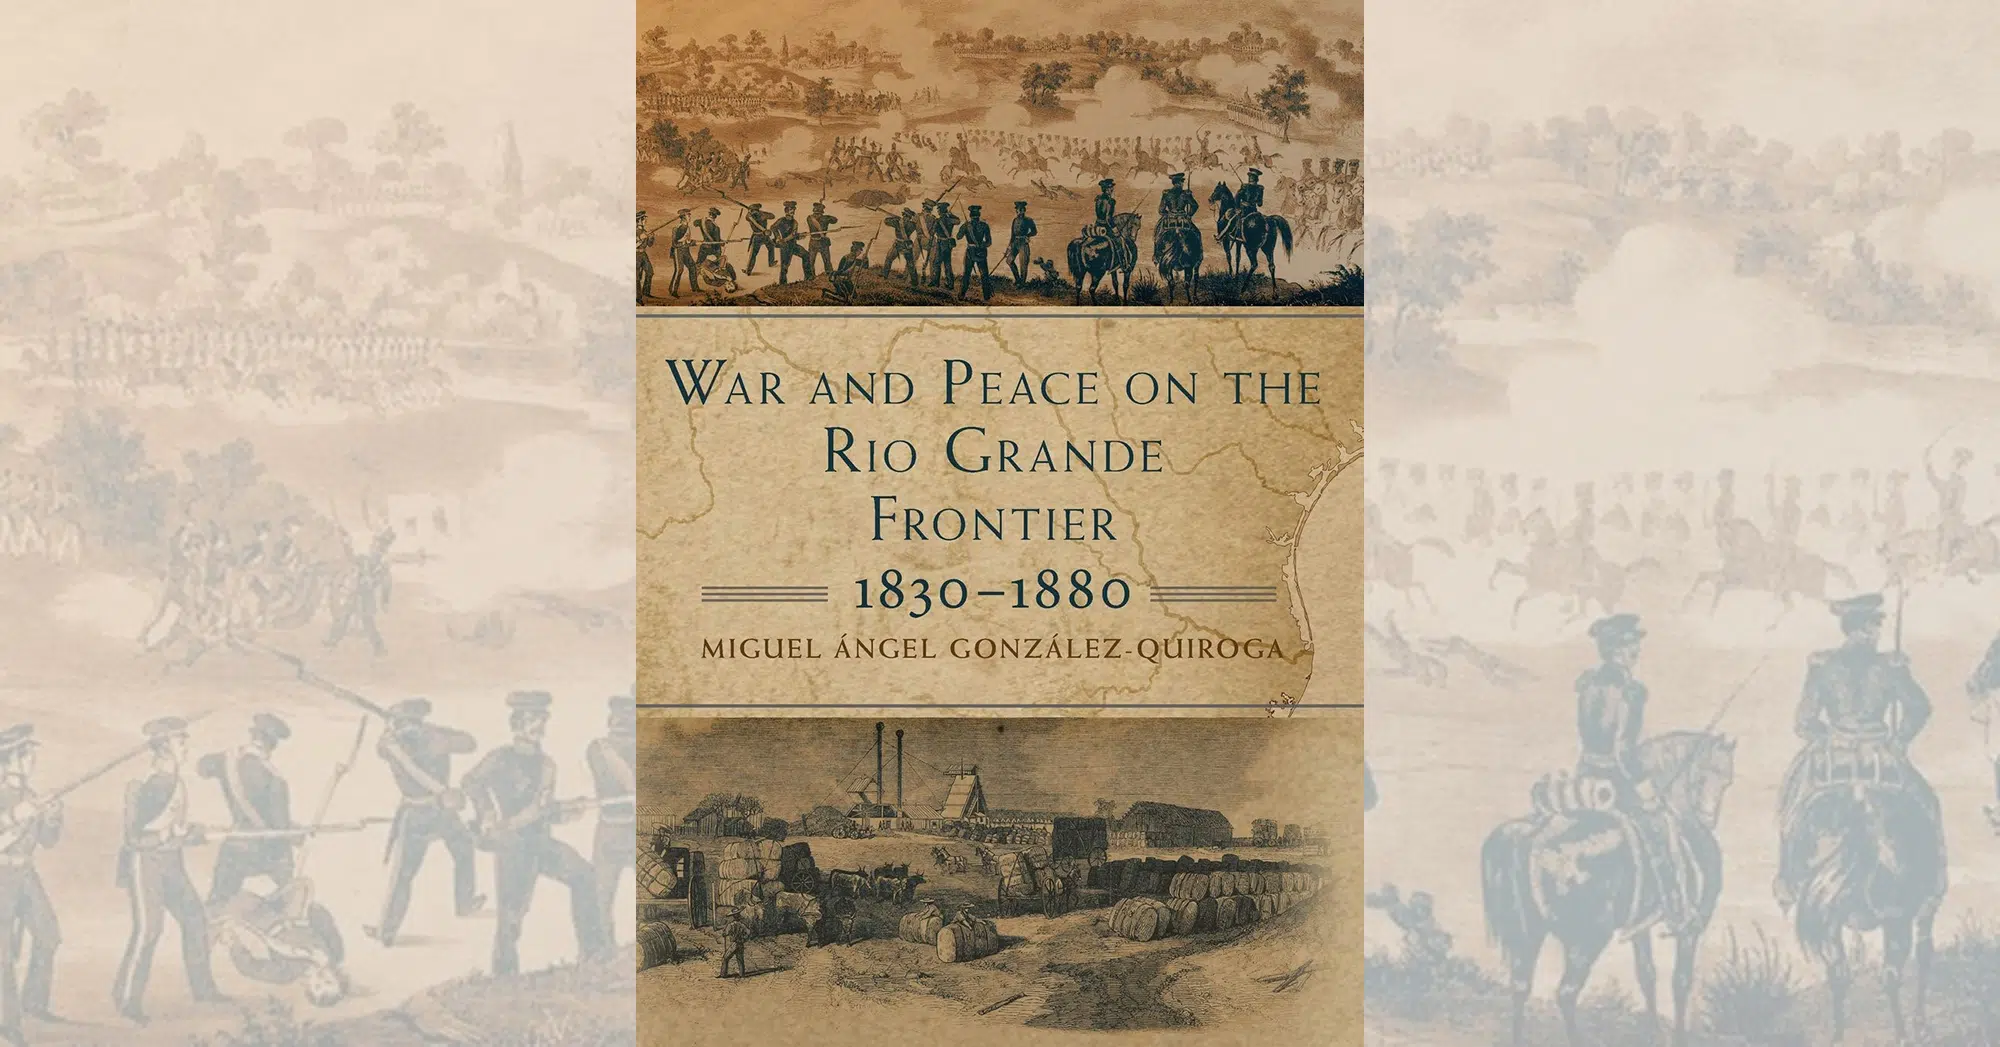 War and Peace on the
Rio Grande
Frontier
1830–1880
MIGUEL ÁNGEL GONZÁLEZ-QUIROGA